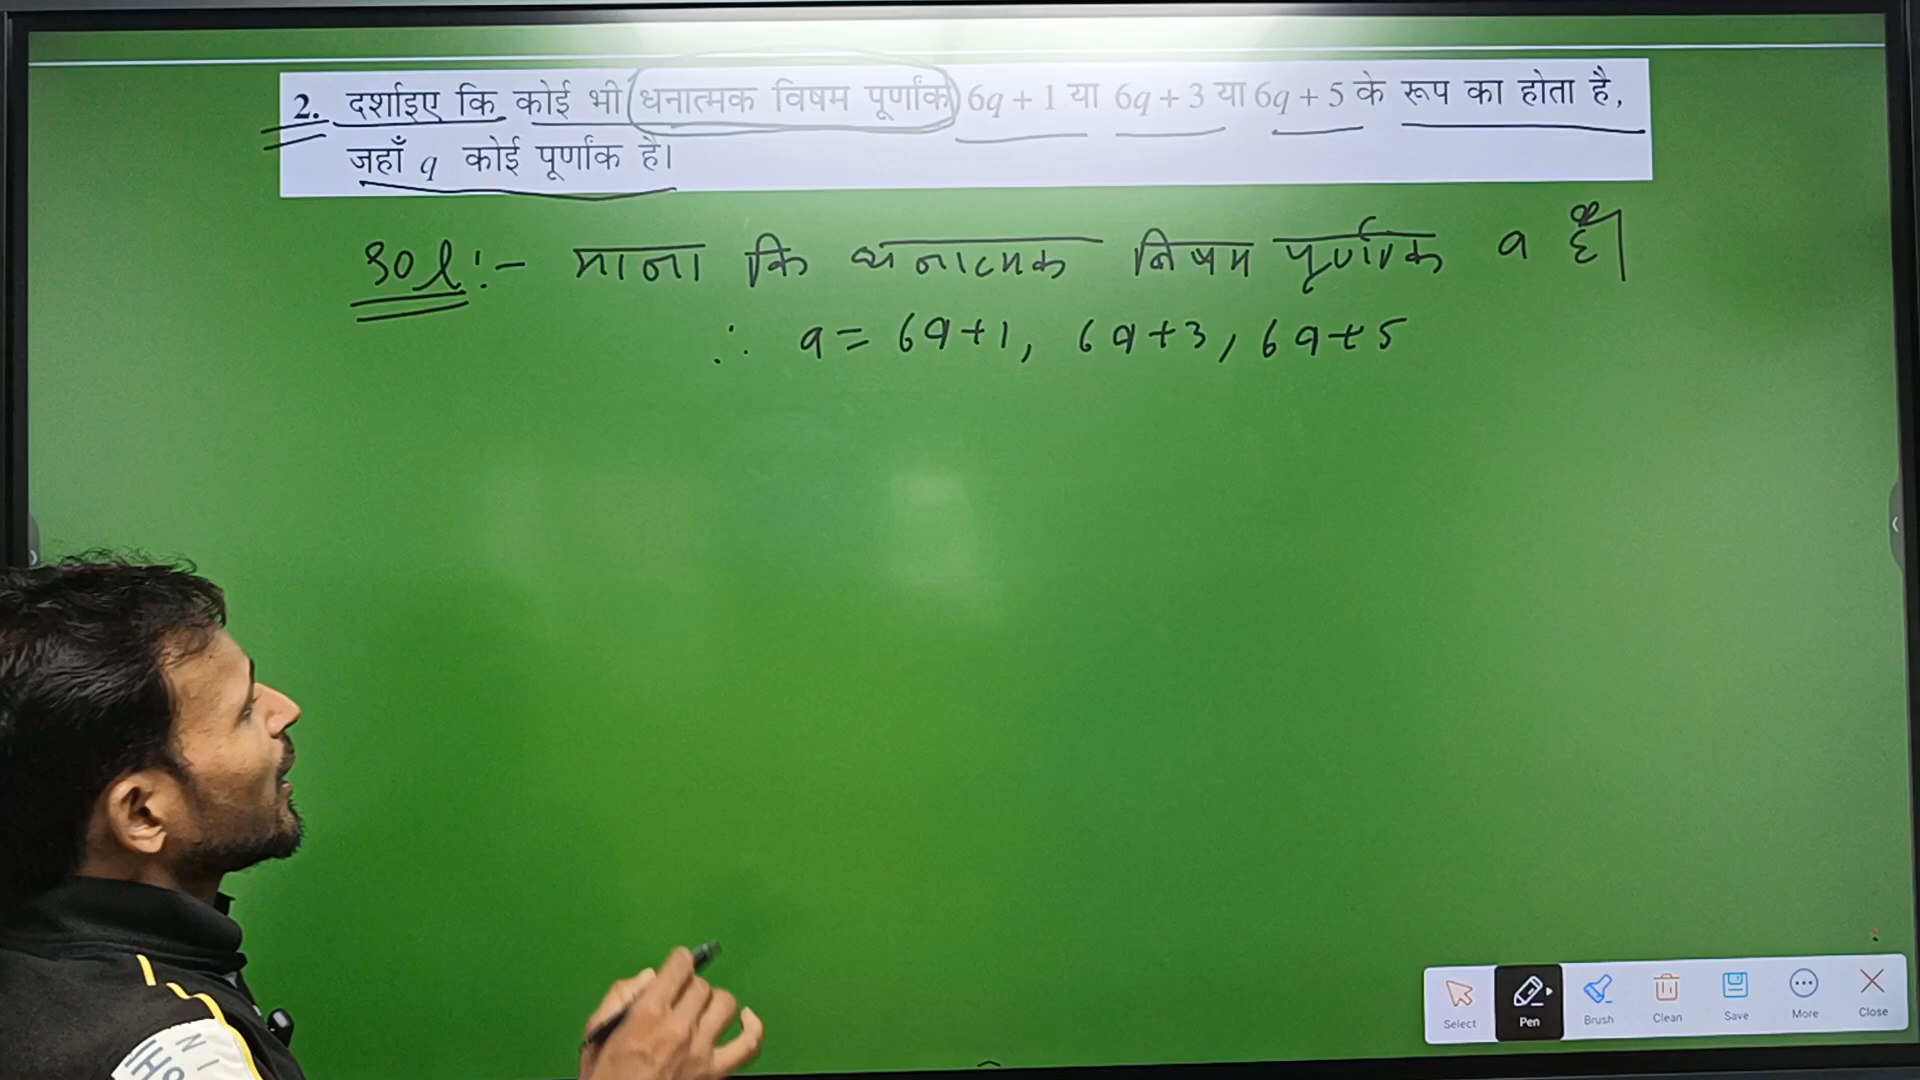 2. दर्शाइए कि कोई भी धनात्मक विषम पूर्णांक 6q + 1 या 6q + 3 या 6q + 5 के रूप का होता है,
जहाँ q कोई पूर्णांक है।
Sol:- माना कि धनात्मक विषम पूर्णांक a है।
∴ a = 6q+1, 6q+3, 6q+5
Select Pen Brush Clean Save More Close